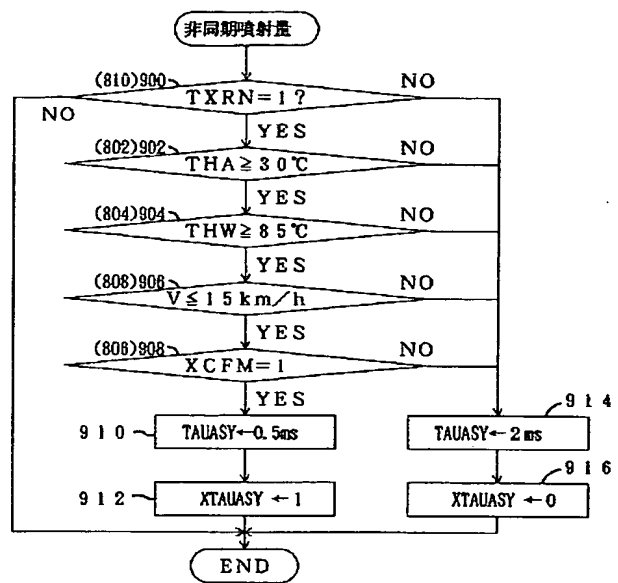 非同期噴射量
(810)900
TXRN=1?
NO
NO
YES
(802)902
THA≧30℃
NO
YES
(804)904
THW≧85℃
NO
YES
(808)906
V≦15km/h
NO
YES
(806)908
XCFM=1
NO
YES
910
TAUASY←0.5ms
914
TAUASY←2ms
912
XTAUASY←1
916
XTAUASY←0
END